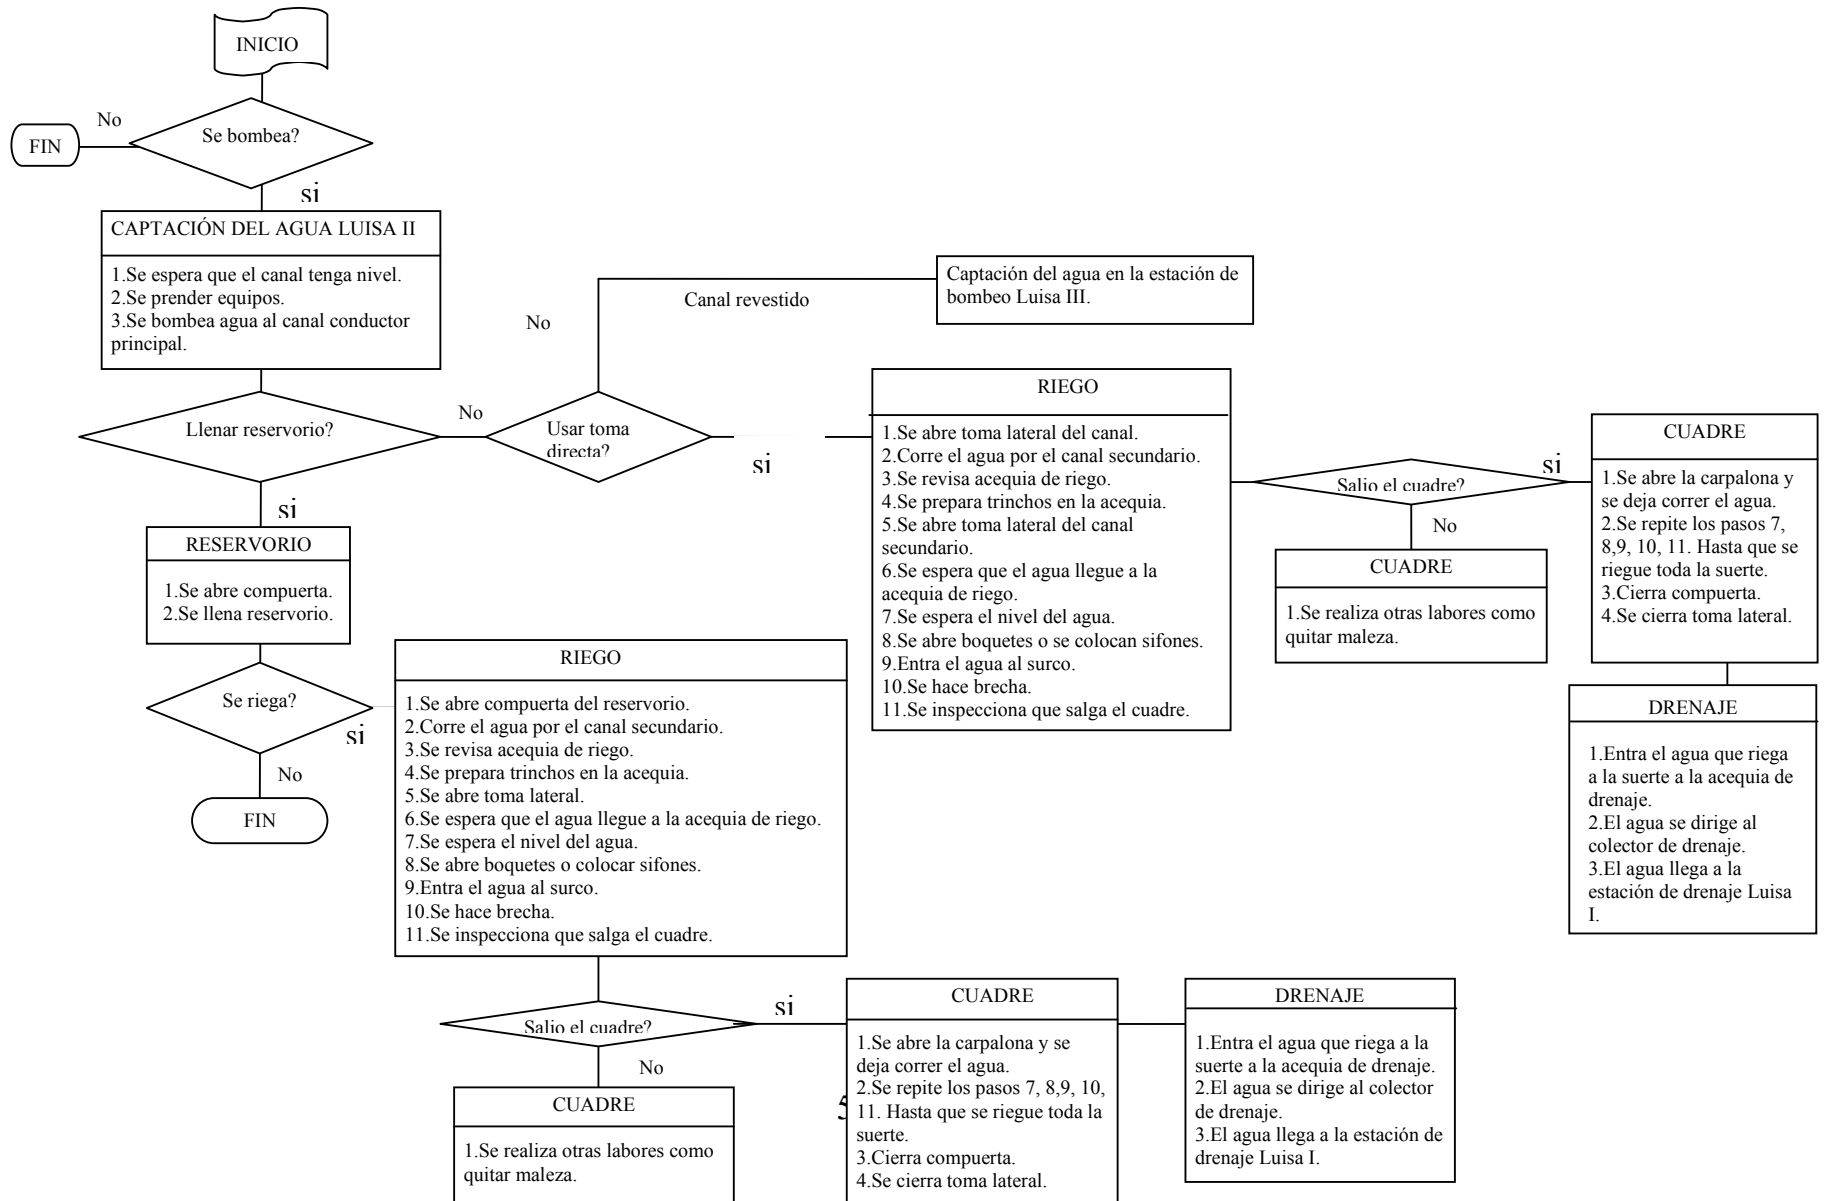 INICIO
No
Se bombea?
FIN
si
CAPTACIÓN DEL AGUA LUISA II
1.Se espera que el canal tenga nivel.
2.Se prender equipos.
3.Se bombea agua al canal conductor
principal.
Captación del agua en la estación de
bombeo Luisa III.
Canal revestido
No
Llenar reservorio?
No
Usar toma
directa?
si
RIEGO
1.Se abre toma lateral del canal.
2.Corre el agua por el canal secundario.
3.Se revisa acequia de riego.
4.Se prepara trinchos en la acequia.
5.Se abre toma lateral del canal
secundario.
6.Se espera que el agua llegue a la
acequia de riego.
7.Se espera el nivel del agua.
8.Se abre boquetes o se colocan sifones.
9.Entra el agua al surco.
10.Se hace brecha.
11.Se inspecciona que salga el cuadre.
Salio el cuadre?
si
No
CUADRE
1.Se realiza otras labores como
quitar maleza.
CUADRE
1.Se abre la carpalona y
se deja correr el agua.
2.Se repite los pasos 7,
8,9, 10, 11. Hasta que se
riegue toda la suerte.
3.Cierra compuerta.
4.Se cierra toma lateral.
DRENAJE
1.Entra el agua que riega
a la suerte a la acequia de
drenaje.
2.El agua se dirige al
colector de drenaje.
3.El agua llega a la
estación de drenaje Luisa
I.
si
RESERVORIO
1.Se abre compuerta.
2.Se llena reservorio.
Se riega?
si
No
FIN
RIEGO
1.Se abre compuerta del reservorio.
2.Corre el agua por el canal secundario.
3.Se revisa acequia de riego.
4.Se prepara trinchos en la acequia.
5.Se abre toma lateral.
6.Se espera que el agua llegue a la acequia de riego.
7.Se espera el nivel del agua.
8.Se abre boquetes o colocar sifones.
9.Entra el agua al surco.
10.Se hace brecha.
11.Se inspecciona que salga el cuadre.
Salio el cuadre?
si
No
CUADRE
1.Se realiza otras labores como
quitar maleza.
CUADRE
1.Se abre la carpalona y se
deja correr el agua.
2.Se repite los pasos 7, 8,9, 10,
11. Hasta que se riegue toda la
suerte.
3.Cierra compuerta.
4.Se cierra toma lateral.
DRENAJE
1.Entra el agua que riega a la
suerte a la acequia de drenaje.
2.El agua se dirige al colector
de drenaje.
3.El agua llega a la estación de
drenaje Luisa I.